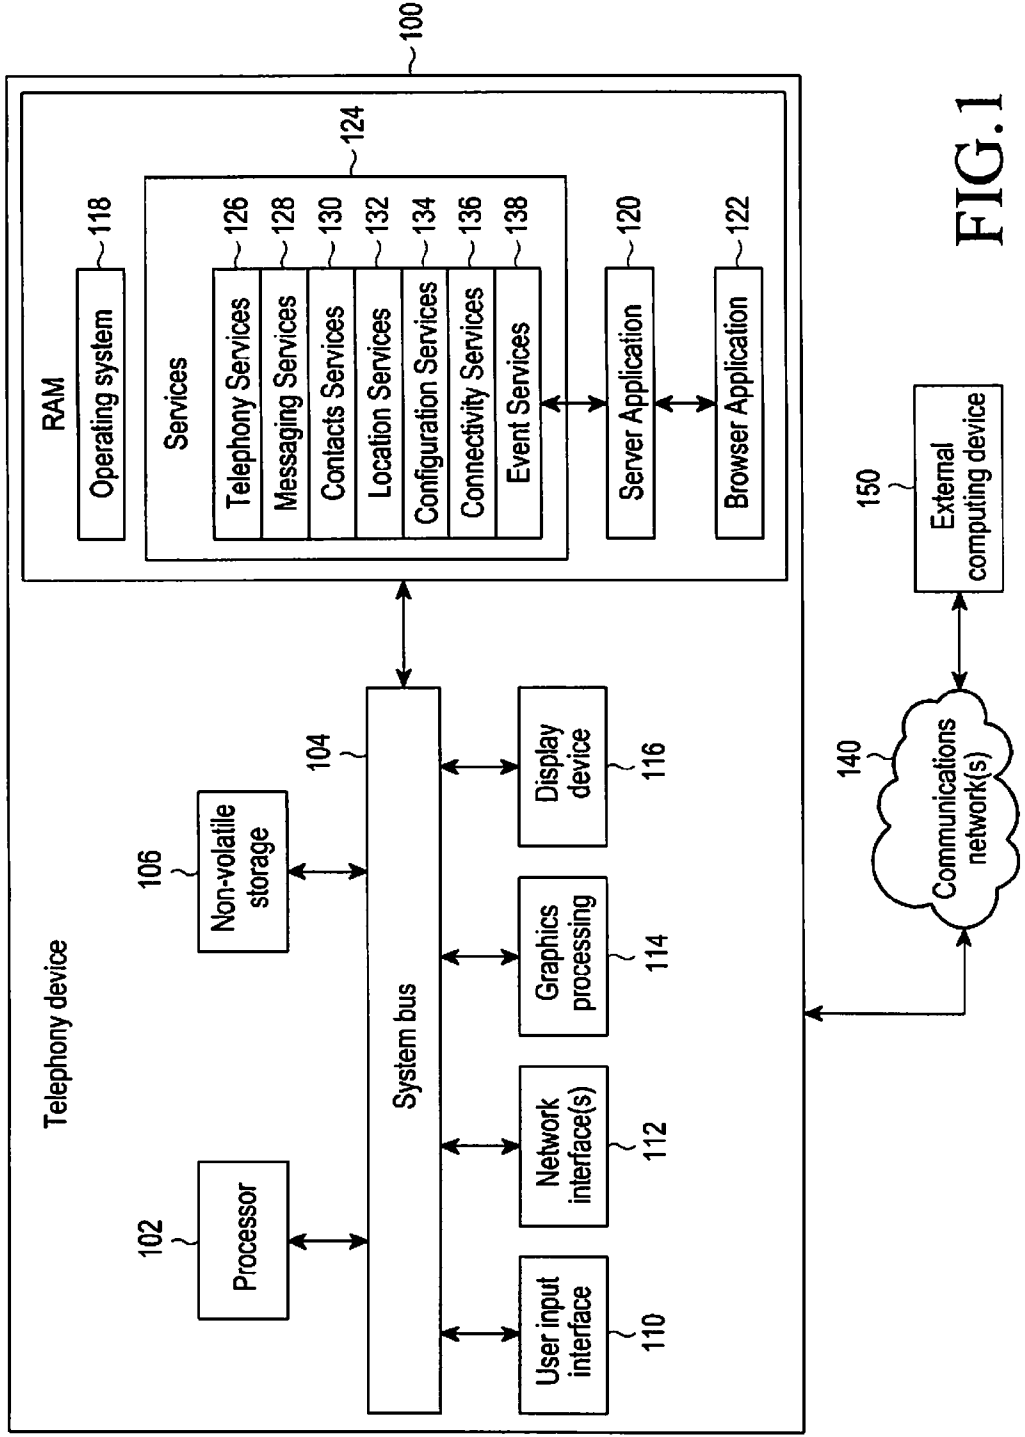 100
Telephony device
RAM
Operating system
118
124
Services
Telephony Services
126
Messaging Services
128
Contacts Services
130
Location Services
132
Configuration Services
134
Connectivity Services
136
Event Services
138
Server Application
120
Browser Application
122
102
Processor
106
Non-volatile
storage
104
System bus
User input
interface
110
Network
interface(s)
112
Graphics
processing
114
Display
device
116
140
Communications
network(s)
150
External
computing device
FIG.1